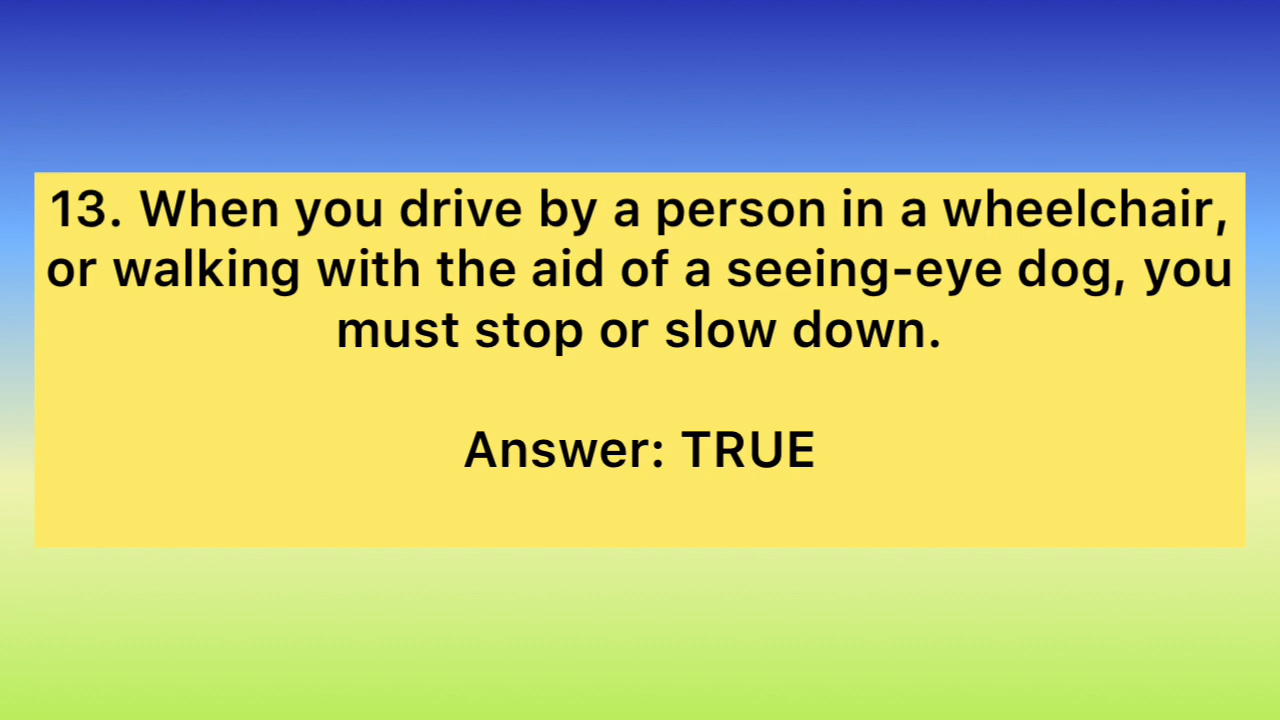 13. When you drive by a person in a wheelchair,
or walking with the aid of a seeing-eye dog, you
must stop or slow down.
Answer: TRUE